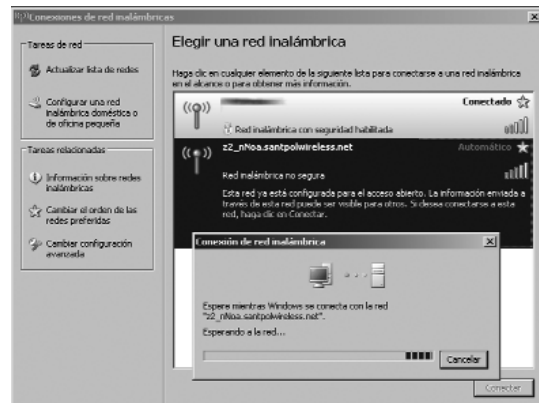 Conexiones de red inalámbricas
Tareas de red
Actualizar lista de redes
Configurar una red
inalámbrica doméstica o
de oficina pequeña
Tareas relacionadas
Información sobre redes
inalámbricas
Cambiar el orden de las
redes preferidas
Cambiar configuración
avanzada
Elegir una red inalámbrica
Haga clic en cualquier elemento de la siguiente lista para conectarse a una red inalámbrica
en el alcance o para obtener más información.
Conectado
Red inalámbrica con seguridad habilitada
z2_nNoa.santpolwireless.net
Automático
Red inalámbrica no segura
Esta red ya está configurada para el acceso abierto. La información enviada a
través de esta red puede ser visible para otros. Si desea conectarse a esta
red, haga clic en Conectar.
Conexión de red inalámbrica
Espere mientras Windows se conecta con la red
"z2_nNoa.santpolwireless.net".
Esperando a la red...
Cancelar
Conectar